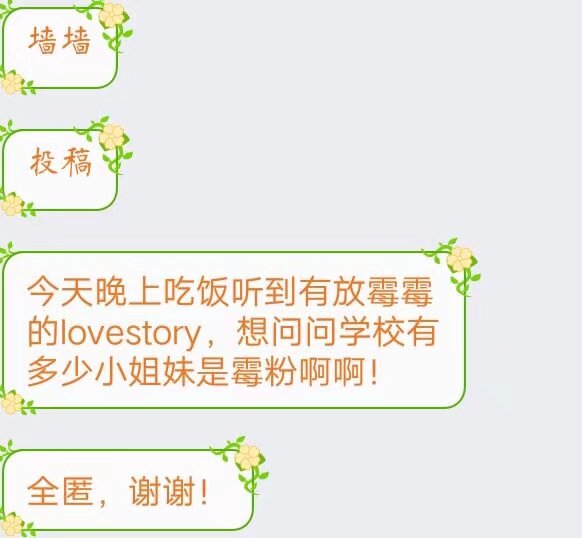 墙墙
投稿
今天晚上吃饭听到有放霉霉
的lovestory，想问问学校有
多少小姐妹是霉粉啊啊！
全匿，谢谢！